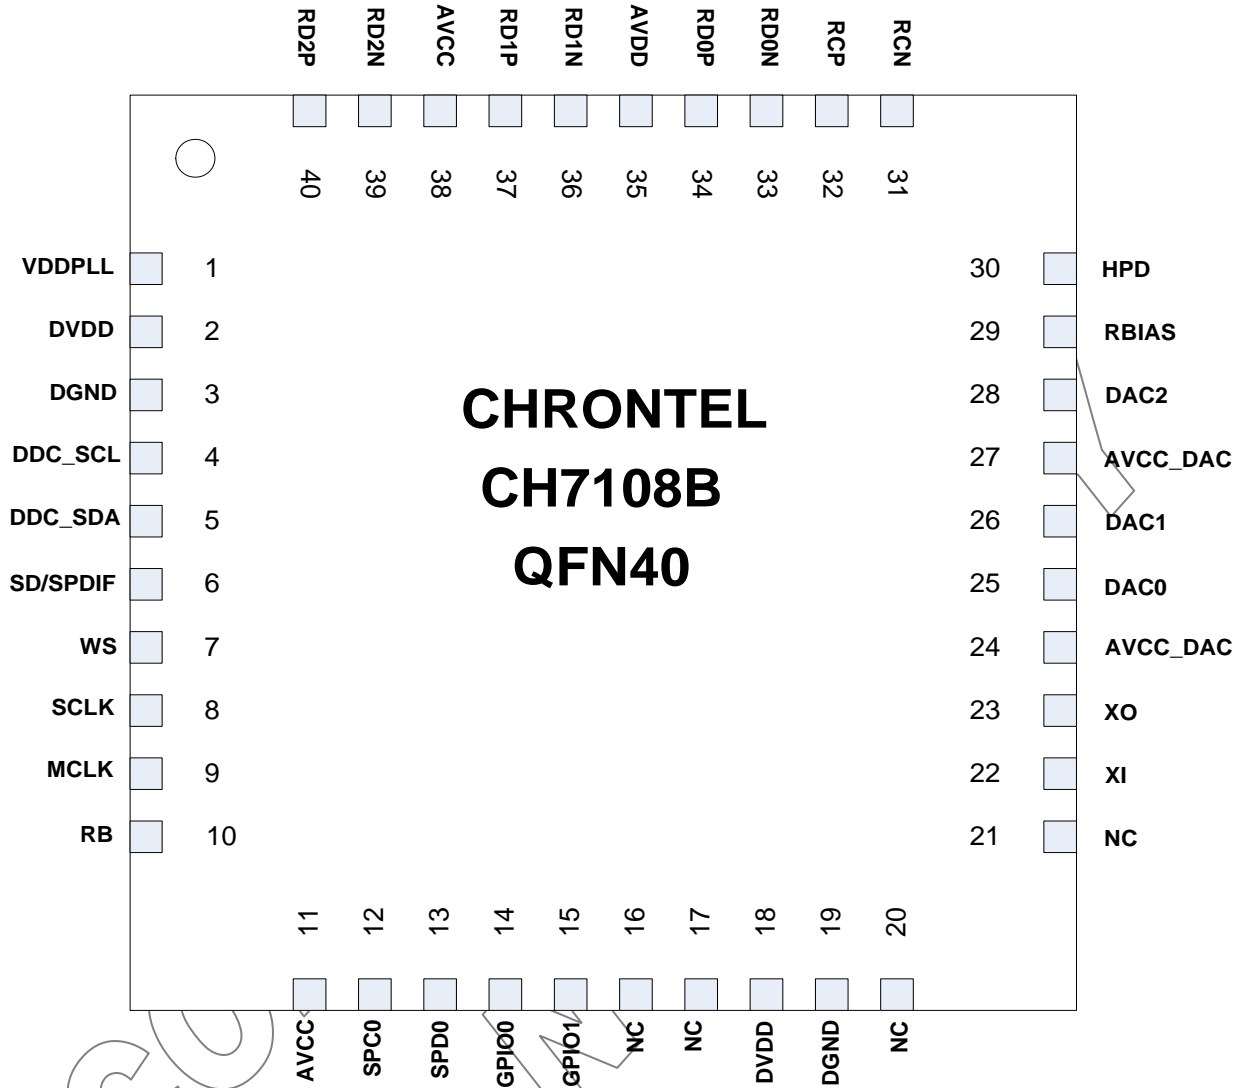 RD2P RD2N AVCC RD1P RD1N AVDD RD0P RD0N RCP RCN
40 39 38 37 36 35 34 33 32 31
VDDPLL 1 30 HPD
DVDD 2 29 RBIAS
DGND 3 28 DAC2
DDC_SCL 4 27 AVCC_DAC
DDC_SDA 5 26 DAC1
SD/SPDIF 6 25 DAC0
WS 7 24 AVCC_DAC
SCLK 8 23 XO
MCLK 9 22 XI
RB 10 21 NC
CHRONTEL
CH7108B
QFN40
11 12 13 14 15 16 17 18 19 20
AVCC SPC0 SPD0 GPIO0 GPIO1 NC NC DVDD DGND NC